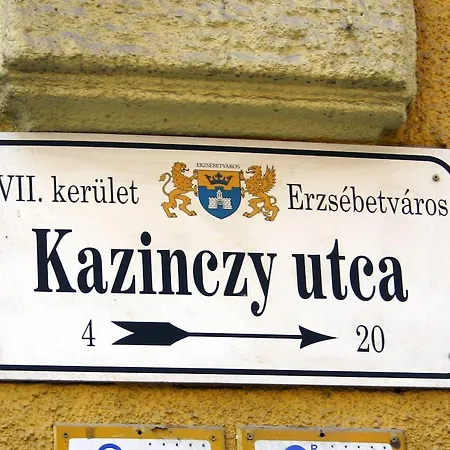 ERZSÉBETVÁROS
VII. kerület Erzsébetváros
Kazinczy utca
4 20
R